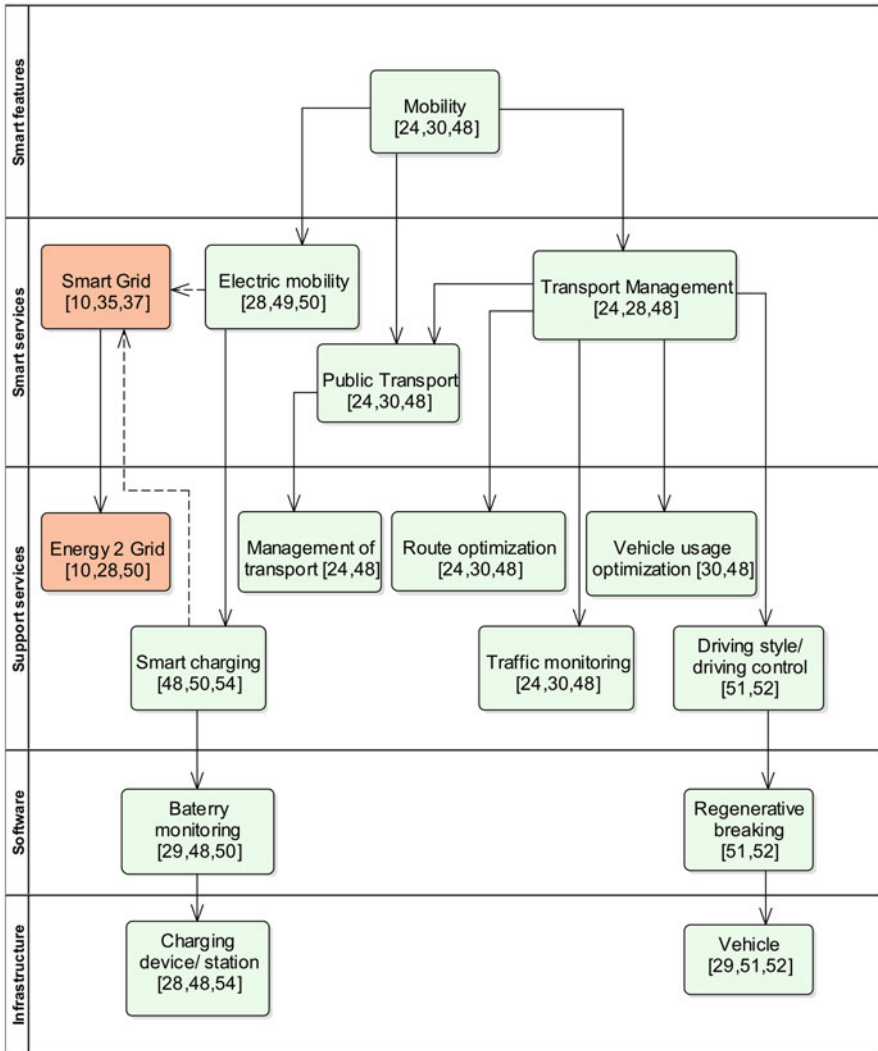 Smart features
Mobility
[24,30,48]
Smart services
Smart Grid
[10,35,37]
Electric mobility
[28,49,50]
Transport Management
[24,28,48]
Public Transport
[24,30,48]
Support services
Energy 2 Grid
[10,28,50]
Management of
transport [24,48]
Route optimization
[24,30,48]
Vehicle usage
optimization [30,48]
Smart charging
[48,50,54]
Traffic monitoring
[24,30,48]
Driving style/
driving control
[51,52]
Software
Baterry
monitoring
[29,48,50]
Regenerative
breaking
[51,52]
Infrastructure
Charging
device/ station
[28,48,54]
Vehicle
[29,51,52]